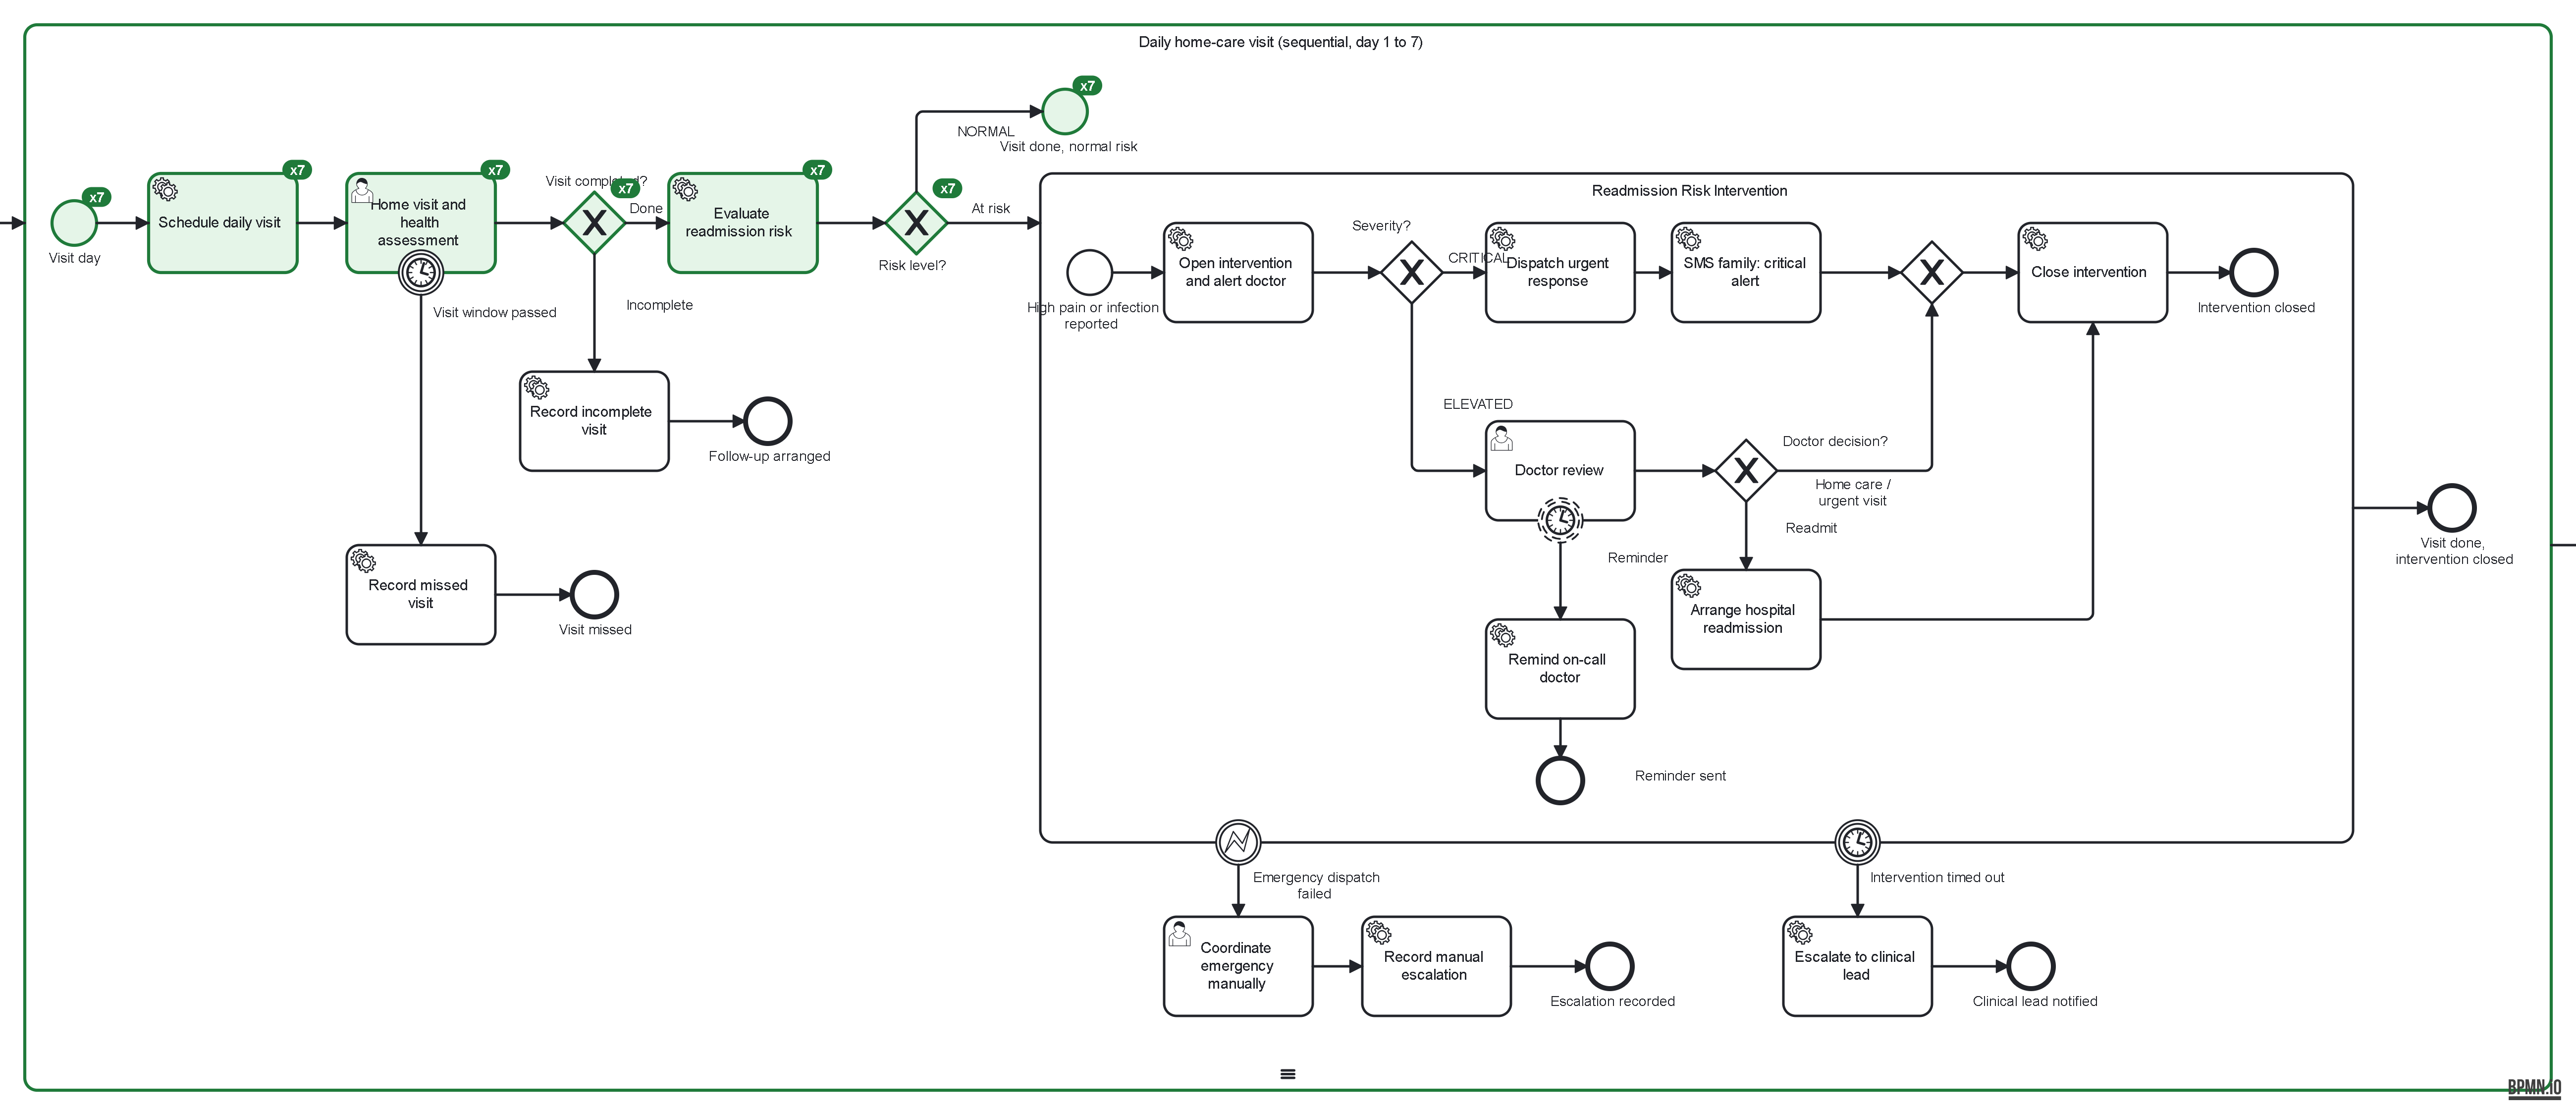 Daily home-care visit (sequential, day 1 to 7)
x7
NORMAL
Visit done, normal risk
x7
Visit day
x7
Schedule daily visit
x7
Home visit and
health
assessment
Visit window passed
Visit completed?
x7
Done
Incomplete
x7
Evaluate
readmission risk
x7
Risk level?
At risk
Record incomplete
visit
Follow-up arranged
Record missed
visit
Visit missed
Readmission Risk Intervention
High pain or infection
reported
Open intervention
and alert doctor
Severity?
CRITICAL
Dispatch urgent
response
SMS family: critical
alert
Close intervention
Intervention closed
ELEVATED
Doctor review
Doctor decision?
Home care /
urgent visit
Readmit
Reminder
Arrange hospital
readmission
Remind on-call
doctor
Reminder sent
Visit done,
intervention closed
Emergency dispatch
failed
Intervention timed out
Coordinate
emergency
manually
Record manual
escalation
Escalation recorded
Escalate to clinical
lead
Clinical lead notified
BPMN.iO